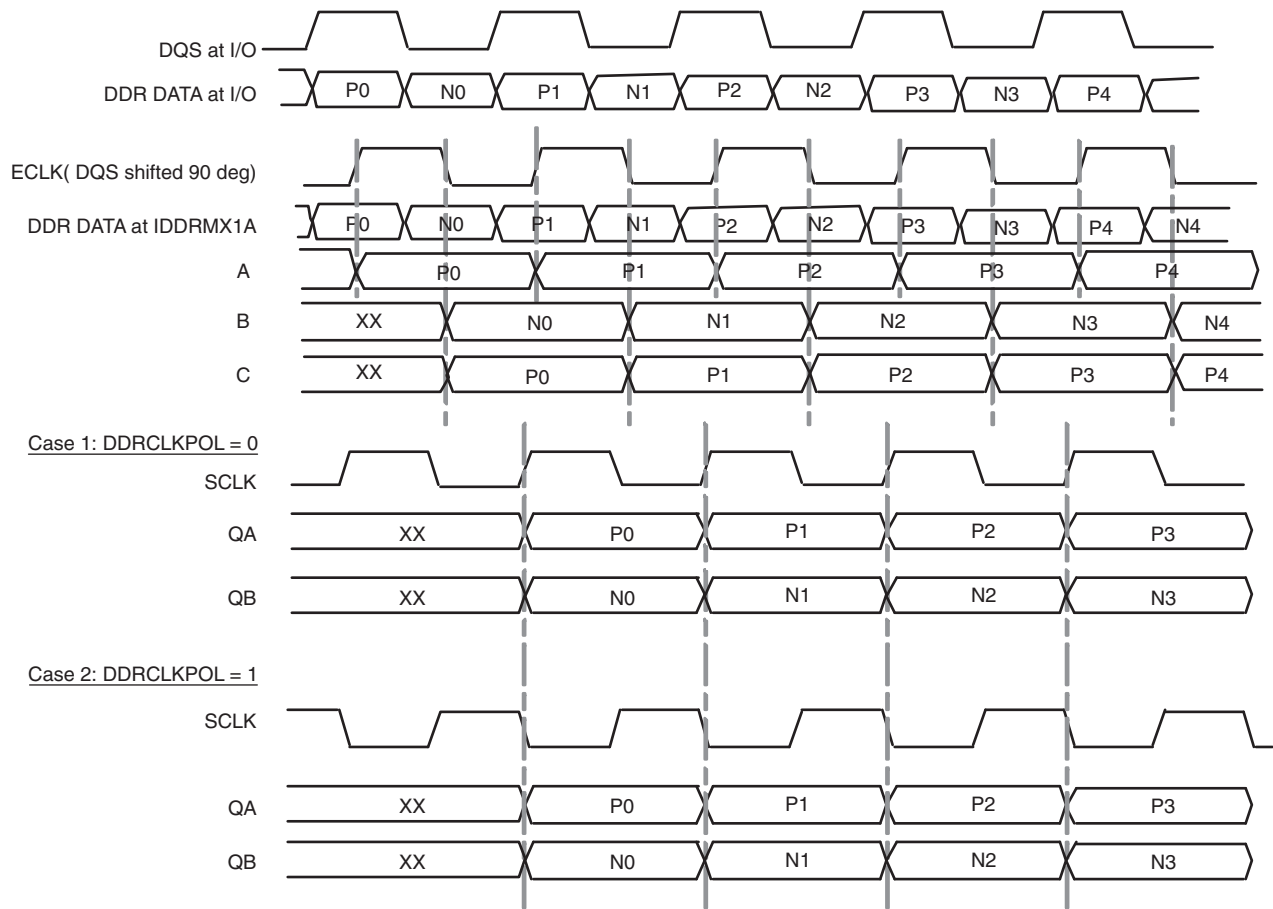 DQS at I/O
DDR DATA at I/O P0 N0 P1 N1 P2 N2 P3 N3 P4
ECLK( DQS shifted 90 deg)
DDR DATA at IDDRMX1A P0 N0 P1 N1 P2 N2 P3 N3 P4 N4
A P0 P1 P2 P3 P4
B XX N0 N1 N2 N3 N4
C XX P0 P1 P2 P3 P4
Case 1: DDRCLKPOL = 0
SCLK
QA XX P0 P1 P2 P3
QB XX N0 N1 N2 N3
Case 2: DDRCLKPOL = 1
SCLK
QA XX P0 P1 P2 P3
QB XX N0 N1 N2 N3